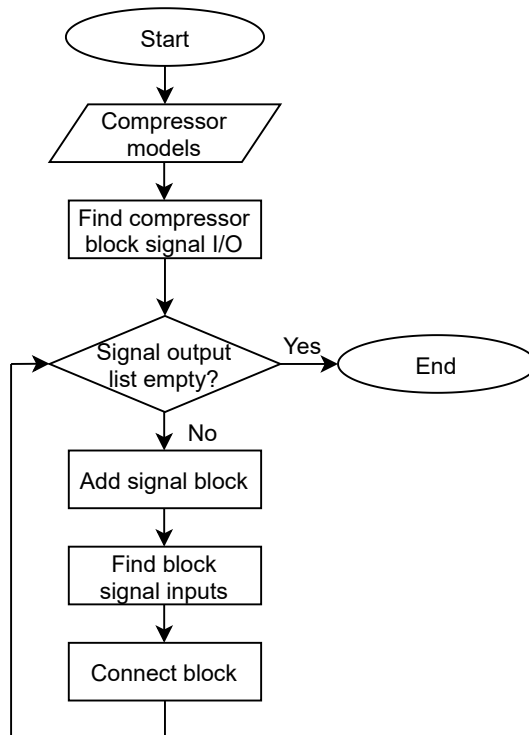 Start
Compressor
models
Find compressor
block signal I/O
Signal output
list empty?
Yes
End
No
Add signal block
Find block
signal inputs
Connect block